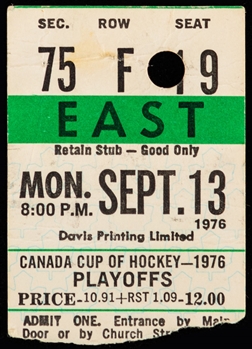 SEC. ROW SEAT
75 F 19
EAST
Retain Stub — Good Only
MON. SEPT. 13
8:00 P.M. 1976
Davis Printing Limited
CANADA CUP OF HOCKEY—1976
PLAYOFFS
PRICE-10.91+RST 1.09-12.00
ADMIT ONE. Entrance by Main
Door or by Church Street